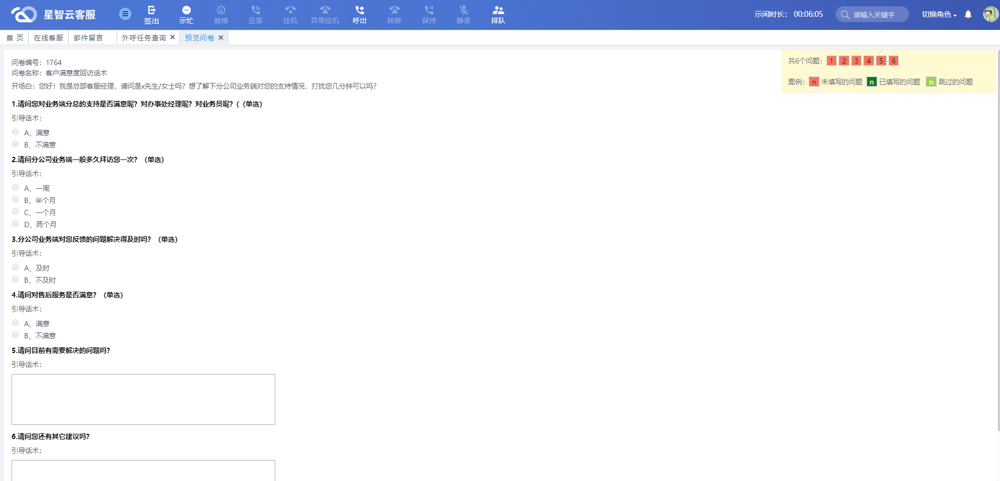 星智云客服
签出 示忙 就绪 应答 挂机 异常挂机 呼出 转移 保持 静音 排队
示闲时长： 00:06:05 请输入关键字 切换角色
首 页 在线客服 邮件留言 外呼任务查询 预览问卷
问卷编号：1764
问卷名称：客户满意度回访话术
开场白：您好！我是总部客服经理，请问是x先生/女士吗？想了解下分公司业务端对您的支持情况，打扰您几分钟可以吗？
共6个问题： 1 2 3 4 5 6
图例： n 未填写的问题 n 已填写的问题 n 跳过的问题
1.请问您对业务端分总的支持是否满意呢？对办事处经理呢？对业务员呢？(（单选）
引导话术：
A、满意
B、不满意
2.请问分公司业务端一般多久拜访您一次？（单选）
引导话术：
A、一周
B、半个月
C、一个月
D、两个月
3.分公司业务端对您反馈的问题解决得及时吗？（单选）
引导话术：
A、及时
B、不及时
4.请问对售后服务是否满意？（单选）
引导话术：
A、满意
B、不满意
5.请问目前有需要解决的问题吗？
引导话术：
6.请问您还有其它建议吗？
引导话术：